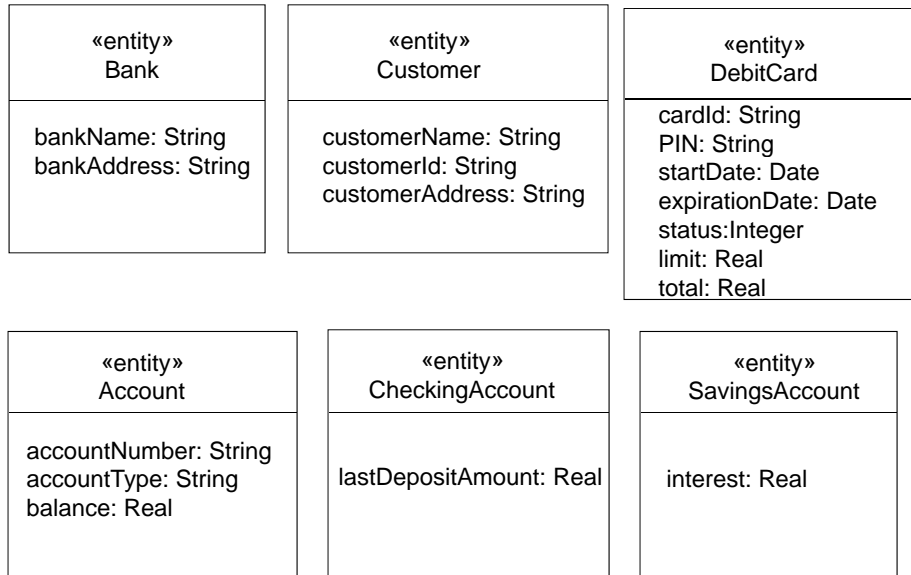 «entity»
Bank
bankName: String
bankAddress: String
«entity»
Customer
customerName: String
customerId: String
customerAddress: String
«entity»
DebitCard
cardId: String
PIN: String
startDate: Date
expirationDate: Date
status:Integer
limit: Real
total: Real
«entity»
Account
accountNumber: String
accountType: String
balance: Real
«entity»
CheckingAccount
lastDepositAmount: Real
«entity»
SavingsAccount
interest: Real